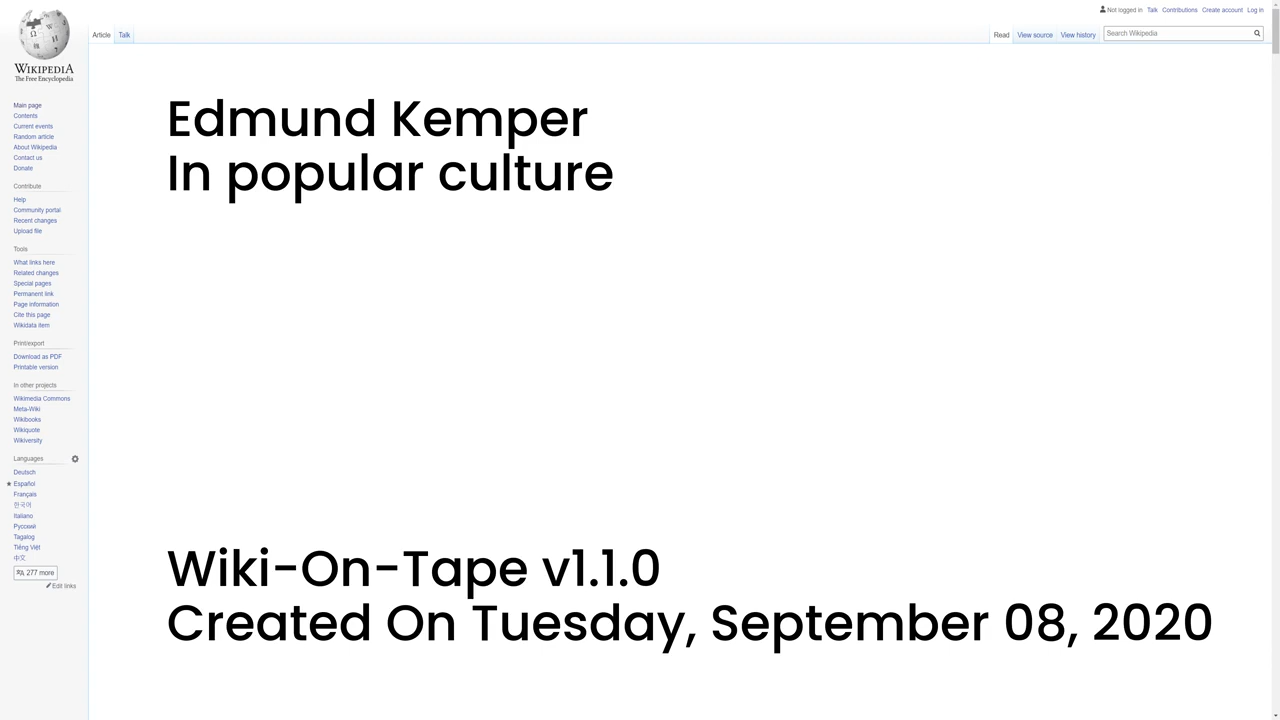 Not logged in Talk Contributions Create account Log in
Article Talk Read View source View history Search Wikipedia
WIKIPEDIA
The Free Encyclopedia
Main page
Contents
Current events
Random article
About Wikipedia
Contact us
Donate
Contribute
Help
Community portal
Recent changes
Upload file
Tools
What links here
Related changes
Special pages
Permanent link
Page information
Cite this page
Wikidata item
Print/export
Download as PDF
Printable version
In other projects
Wikimedia Commons
Meta-Wiki
Wikibooks
Wikiquote
Wikiversity
Languages
Deutsch
Español
Français
한국어
Italiano
Русский
Tagalog
Tiếng Việt
中文
277 more
Edit links
Edmund Kemper
In popular culture
Wiki-On-Tape v1.1.0
Created On Tuesday, September 08, 2020